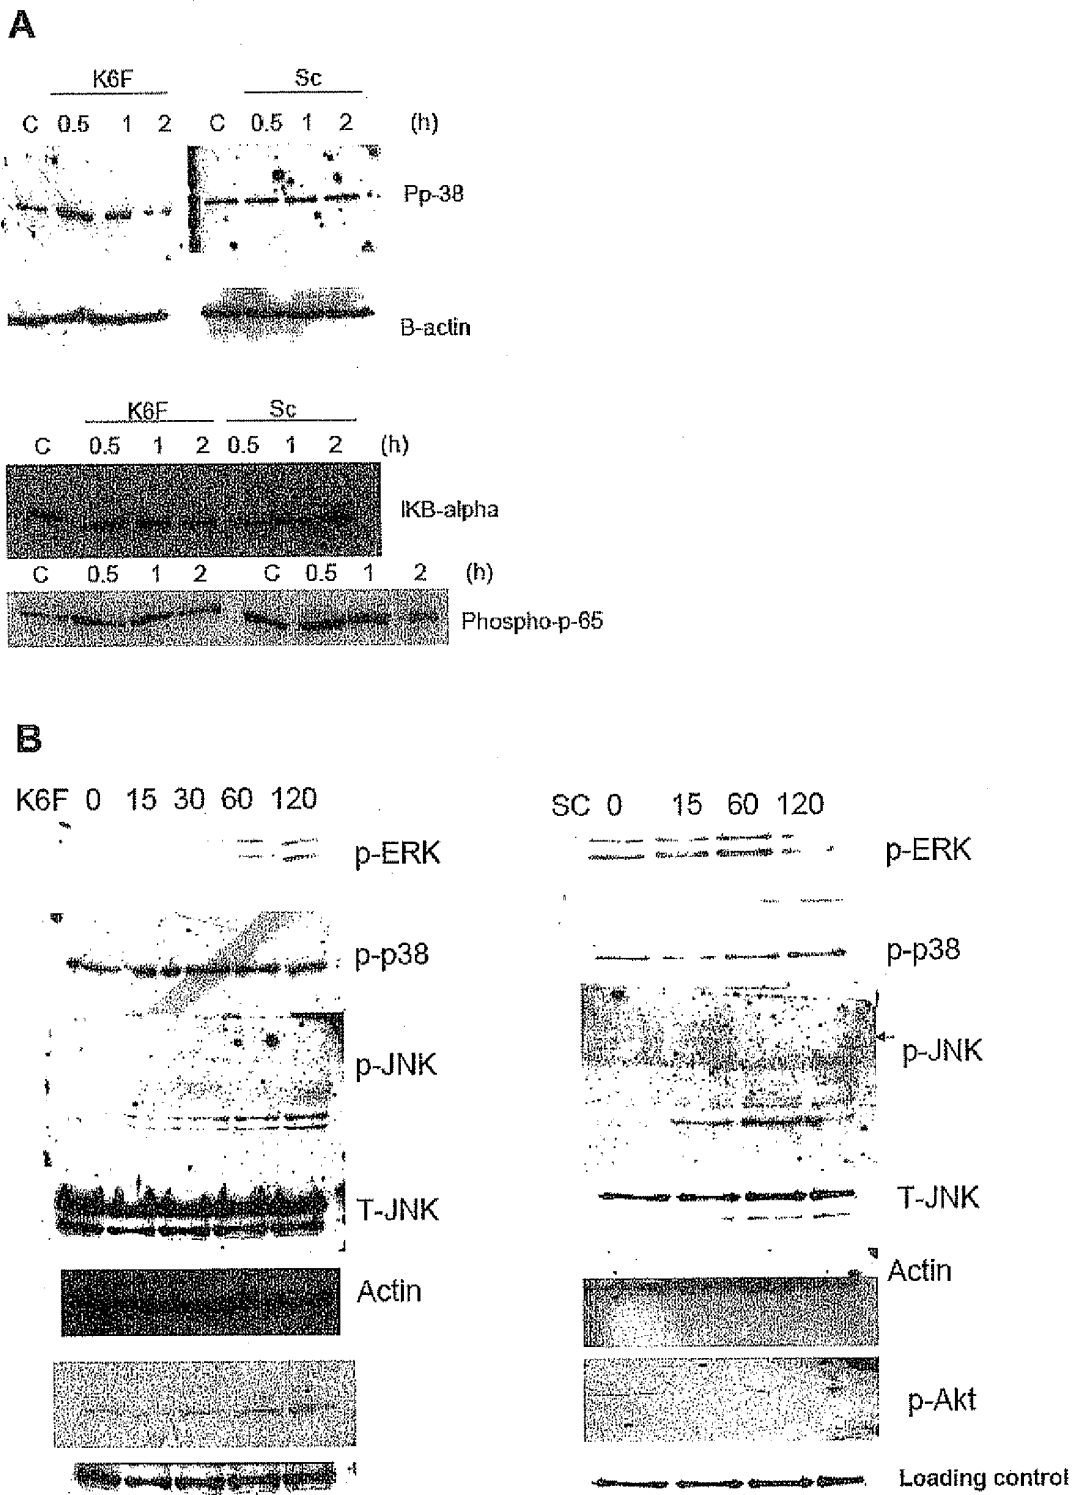 A
K6F Sc
C 0.5 1 2 C 0.5 1 2 (h)
Pp-38
B-actin
K6F Sc
C 0.5 1 2 0.5 1 2 (h)
IKB-alpha
C 0.5 1 2 C 0.5 1 2 (h)
Phospho-p-65
B
K6F 0 15 30 60 120
p-ERK
p-p38
p-JNK
T-JNK
Actin
SC 0 15 60 120
p-ERK
p-p38
p-JNK
T-JNK
Actin
p-Akt
Loading control